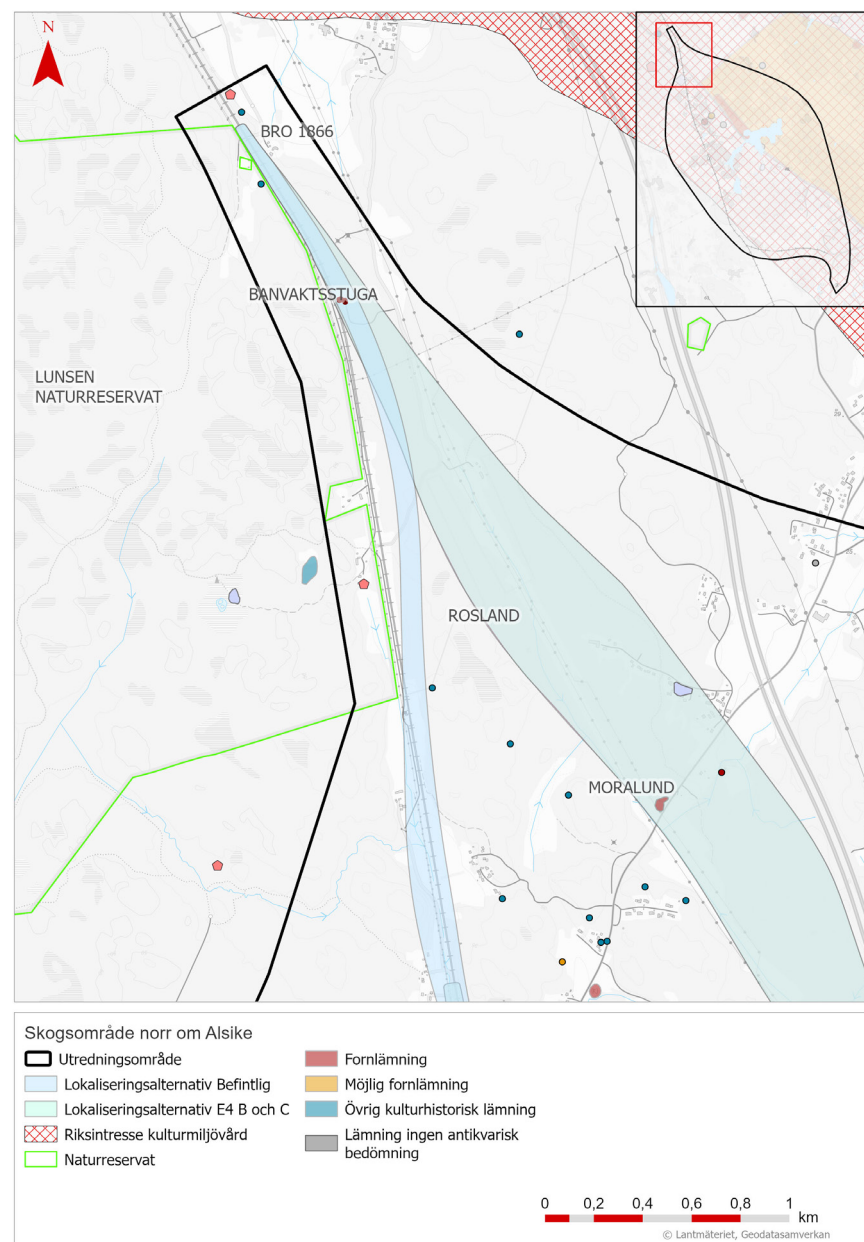 N
BRO 1866
BANVAKTSSTUGA
LUNSEN
NATURRESERVAT
ROSLAND
MORALUND
Skogsområde norr om Alsike
Utredningsområde
Lokaliseringsalternativ Befintlig
Lokaliseringsalternativ E4 B och C
Riksintresse kulturmiljövård
Naturreservat
Fornlämning
Möjlig fornlämning
Övrig kulturhistorisk lämning
Lämning ingen antikvarisk
bedömning
0 0,2 0,4 0,6 0,8 1
km
© Lantmäteriet, Geodatasamverkan